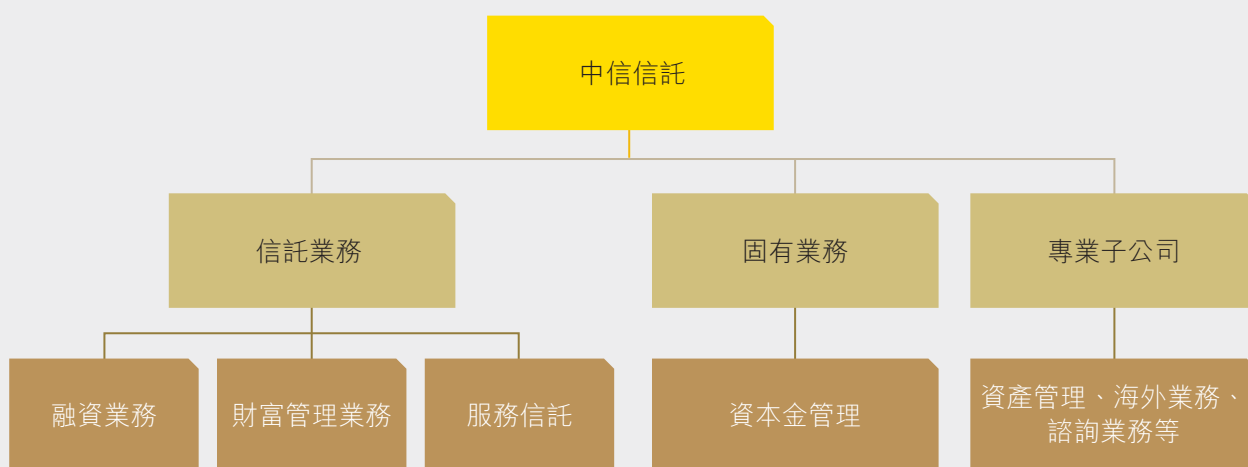 中信信託
信託業務
固有業務
專業子公司
融資業務
財富管理業務
服務信託
資本金管理
資產管理、海外業務、
諮詢業務等